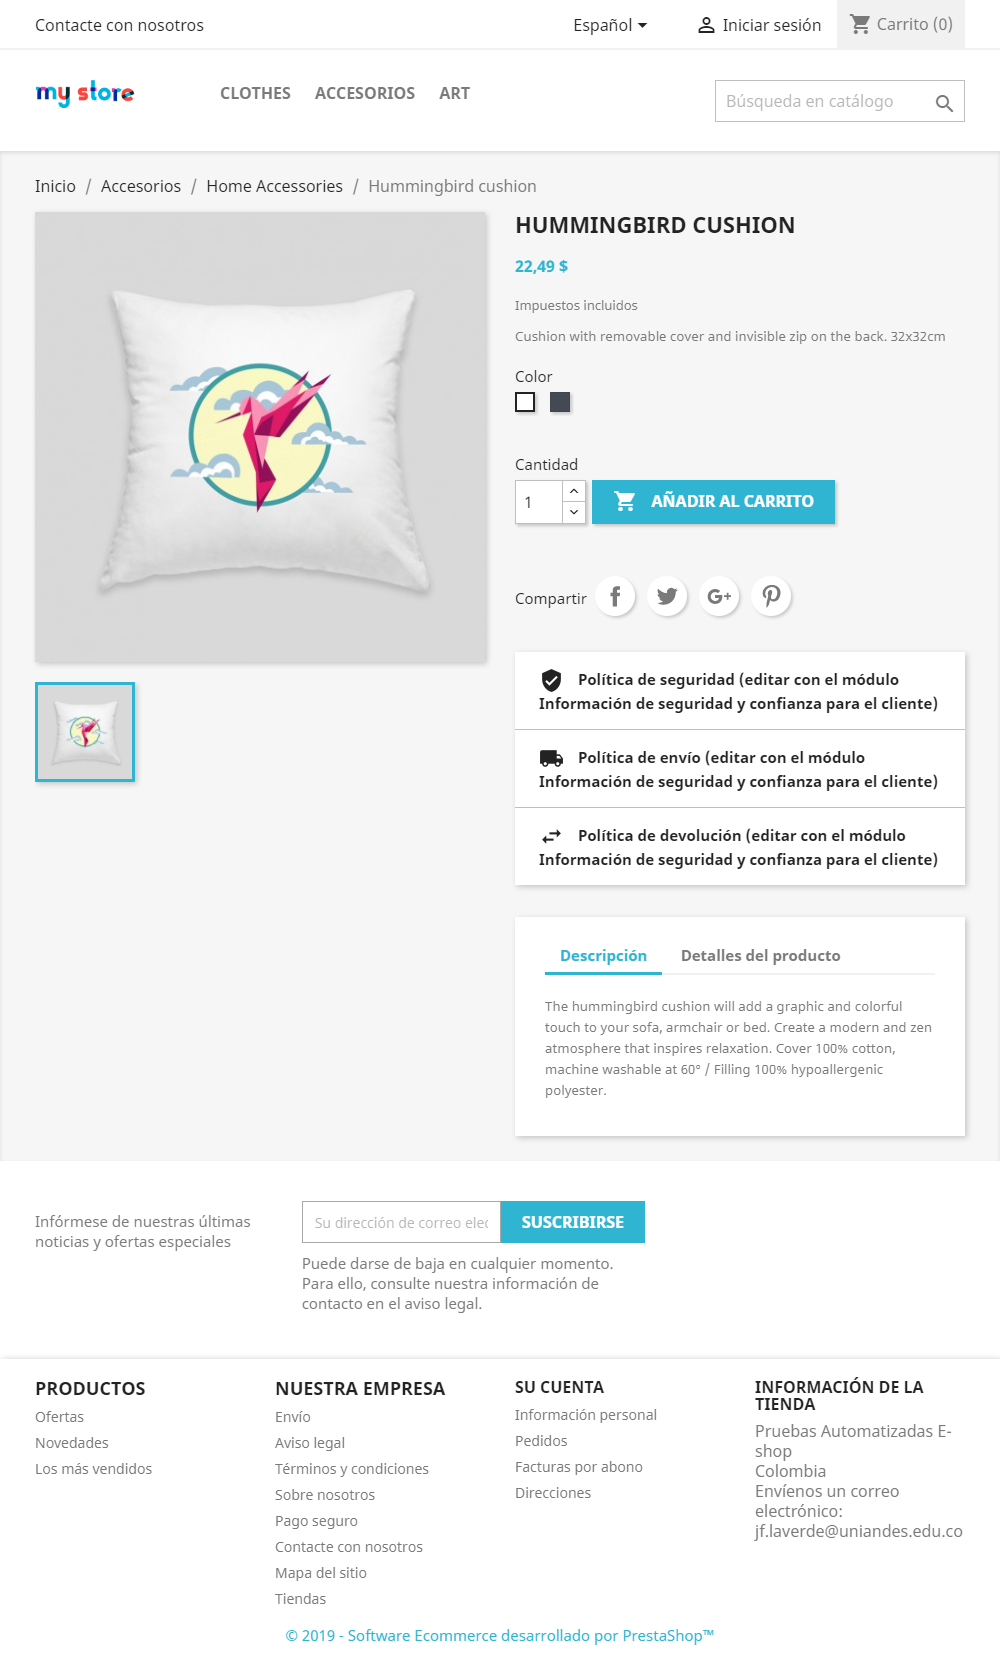 Contacte con nosotros
Español
Iniciar sesión
Carrito (0)
my store
CLOTHES
ACCESORIOS
ART
Búsqueda en catálogo
Inicio / Accesorios / Home Accessories / Hummingbird cushion
HUMMINGBIRD CUSHION
22,49 $
Impuestos incluidos
Cushion with removable cover and invisible zip on the back. 32x32cm
Color
Cantidad
1
AÑADIR AL CARRITO
Compartir
Política de seguridad (editar con el módulo
Información de seguridad y confianza para el cliente)
Política de envío (editar con el módulo
Información de seguridad y confianza para el cliente)
Política de devolución (editar con el módulo
Información de seguridad y confianza para el cliente)
Descripción
Detalles del producto
The hummingbird cushion will add a graphic and colorful
touch to your sofa, armchair or bed. Create a modern and zen
atmosphere that inspires relaxation. Cover 100% cotton,
machine washable at 60° / Filling 100% hypoallergenic
polyester.
Infórmese de nuestras últimas
noticias y ofertas especiales
Su dirección de correo elec
SUSCRIBIRSE
Puede darse de baja en cualquier momento.
Para ello, consulte nuestra información de
contacto en el aviso legal.
PRODUCTOS
Ofertas
Novedades
Los más vendidos
NUESTRA EMPRESA
Envío
Aviso legal
Términos y condiciones
Sobre nosotros
Pago seguro
Contacte con nosotros
Mapa del sitio
Tiendas
SU CUENTA
Información personal
Pedidos
Facturas por abono
Direcciones
INFORMACIÓN DE LA
TIENDA
Pruebas Automatizadas E-
shop
Colombia
Envíenos un correo
electrónico:
jf.laverde@uniandes.edu.co
© 2019 - Software Ecommerce desarrollado por PrestaShop™